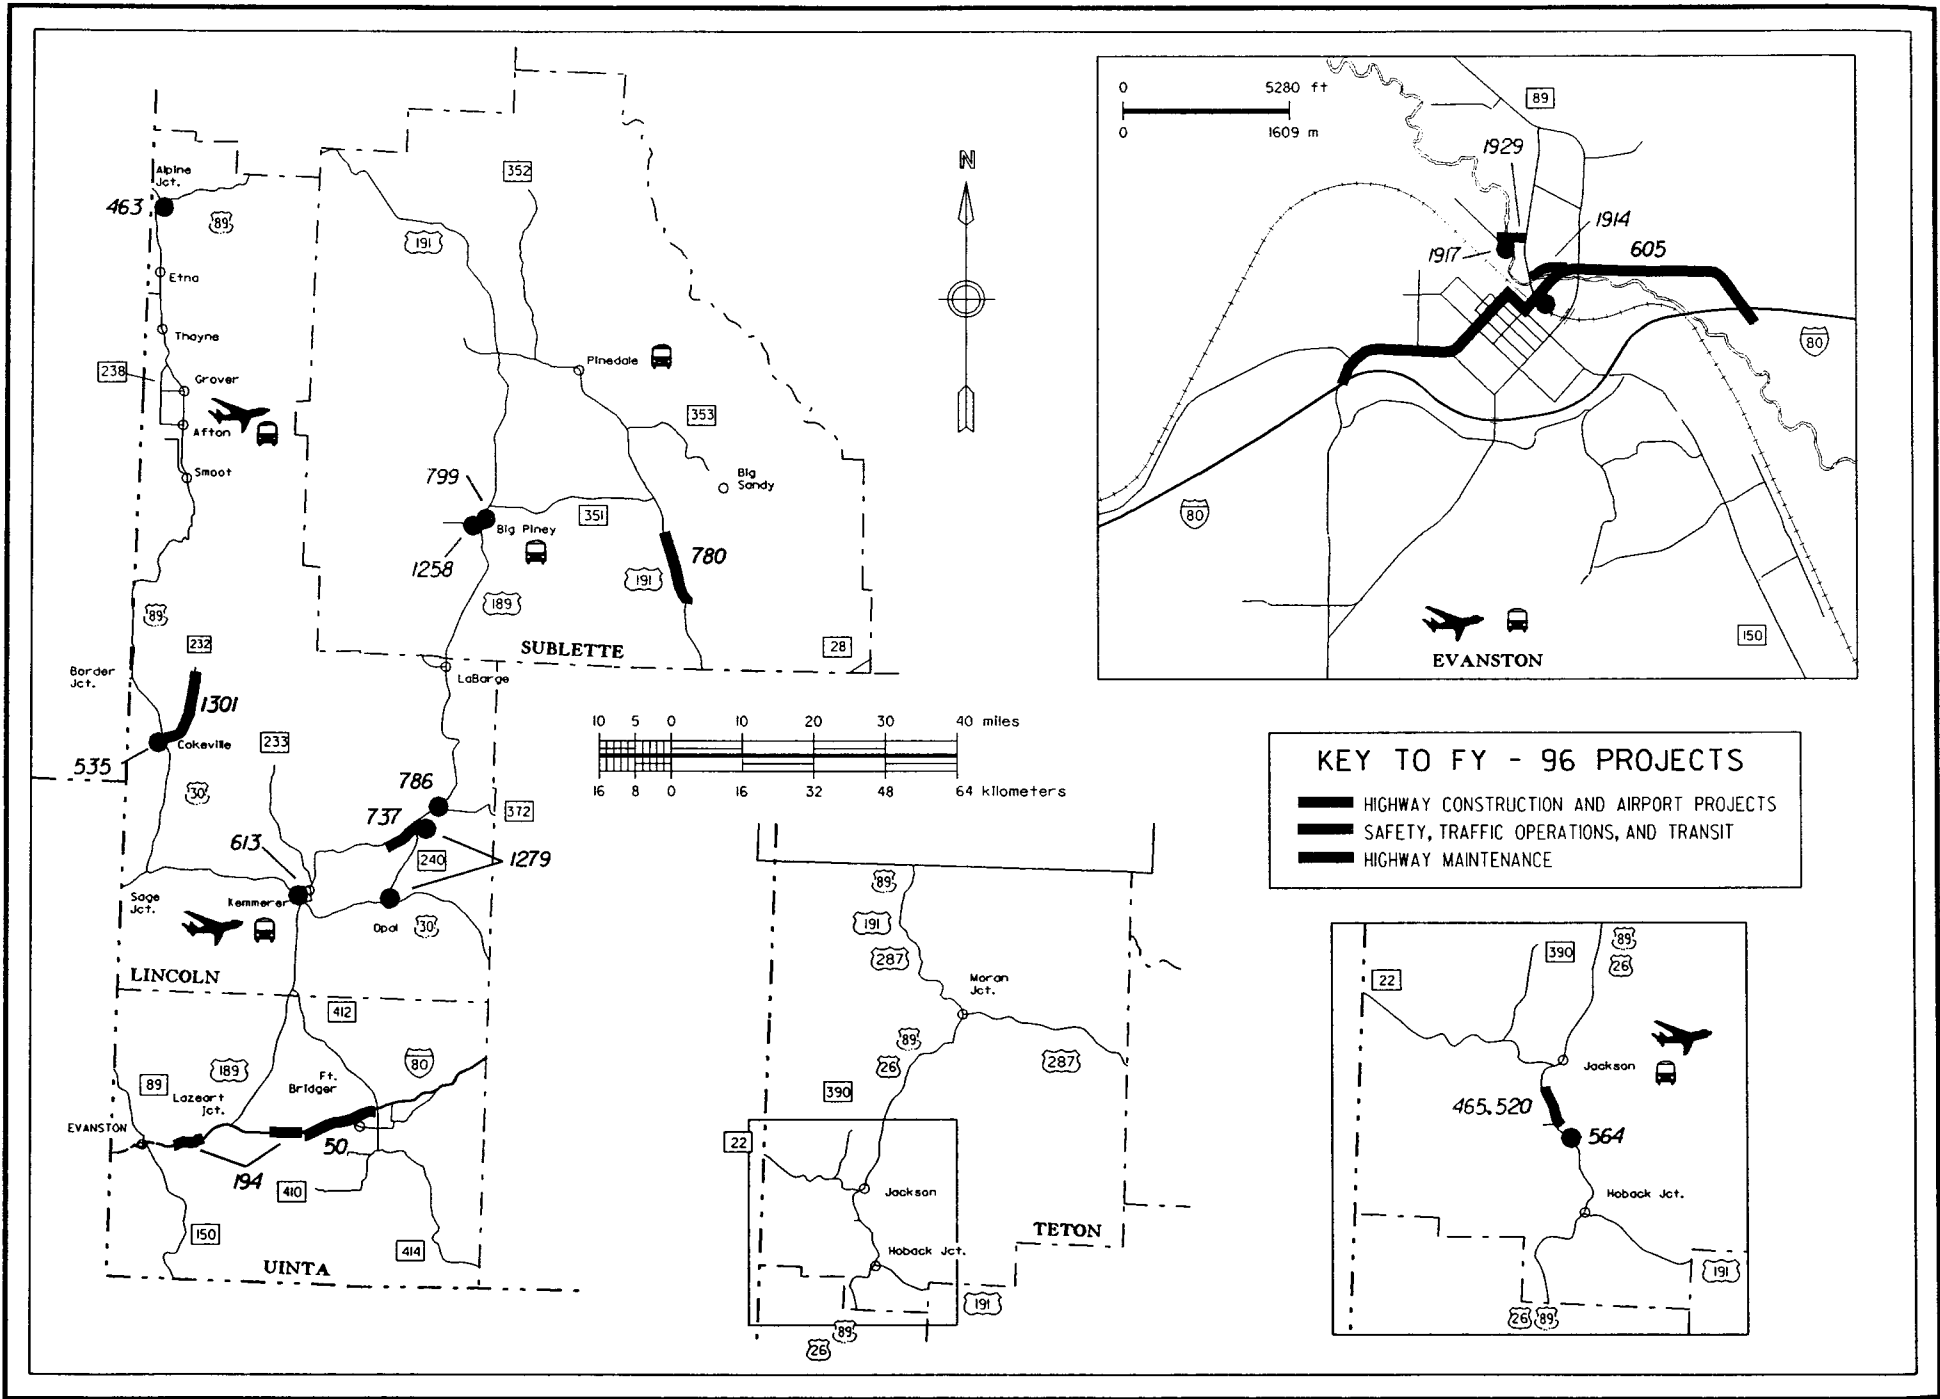 Alpine
Jct.
463
89
Etna
Thayne
238
Grover
Afton
Smoot
89
232
Border
Jct.
1301
Cokeville
535
233
30
613
Sage
Jct.
Kemmerer
LINCOLN
352
191
Pinedale
353
Big
Sandy
799
351
Big Piney
1258
191
780
189
SUBLETTE
28
LaBarge
786
737
372
240
1279
Opal
30
412
189
80
89
Lazeart
Jct.
Ft.
Bridger
EVANSTON
50
194
410
150
414
UINTA
N
10 5 0 10 20 30 40 miles
16 8 0 16 32 48 64 kilometers
89
191
287
Moran
Jct.
89
26
287
390
22
Jackson
Hoback Jct.
TETON
191
89
26
0 5280 ft
0 1609 m
89
1929
1914
1917
605
80
80
150
EVANSTON
KEY TO FY - 96 PROJECTS
HIGHWAY CONSTRUCTION AND AIRPORT PROJECTS
SAFETY, TRAFFIC OPERATIONS, AND TRANSIT
HIGHWAY MAINTENANCE
390
89
26
22
Jackson
465.520
564
Hoback Jct.
191
26 89